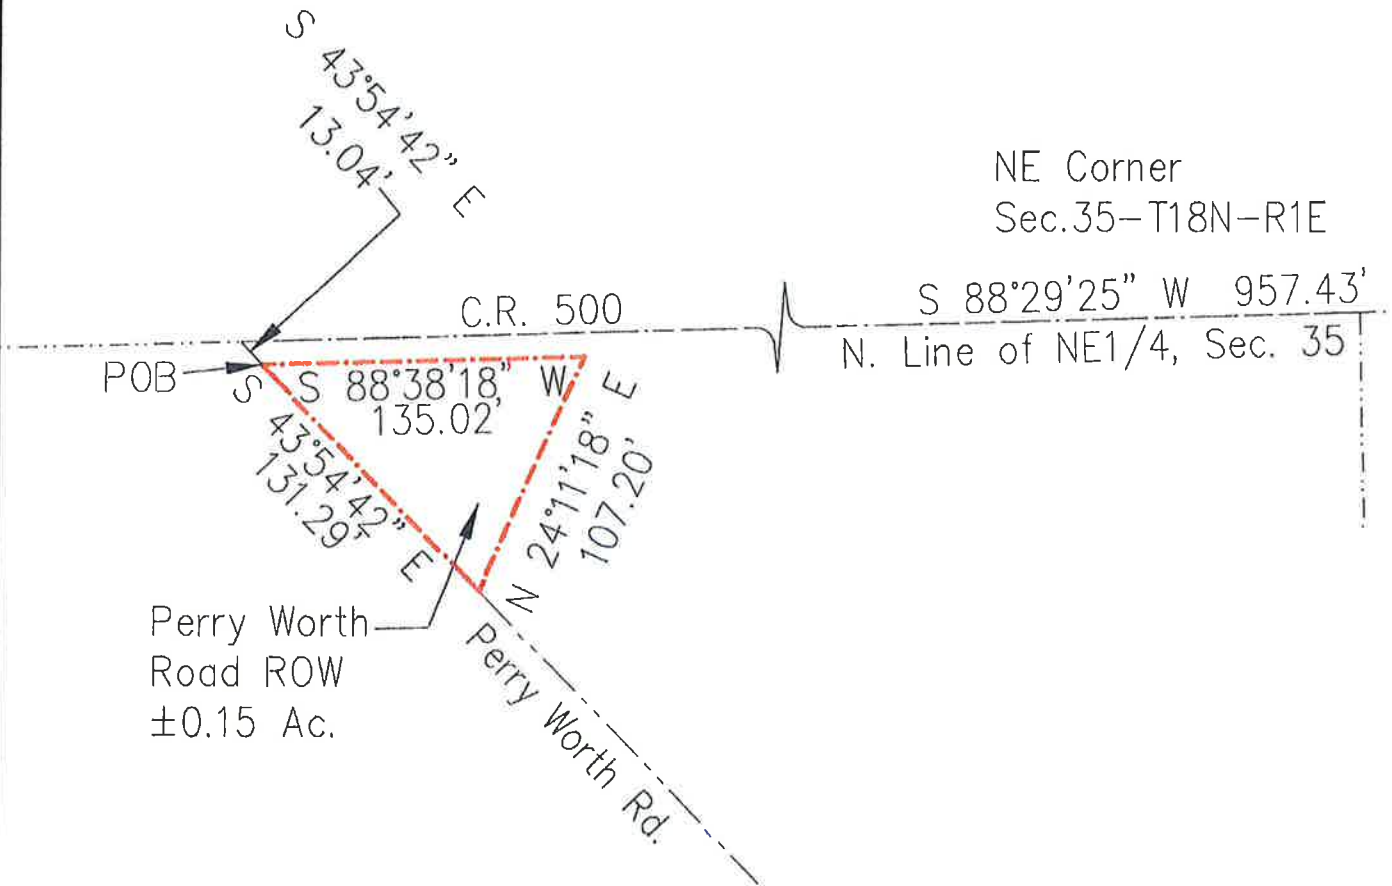 S 43°54'42" E
13.04'
NE Corner
Sec.35-T18N-R1E
S 88°29'25" W 957.43'
C.R. 500
N. Line of NE1/4, Sec. 35
POB
S 88°38'18" W
135.02'
S 43°54'42" E
131.29'
N 24°11'18" E
107.20'
Perry Worth
Road ROW
±0.15 Ac.
Perry Worth Rd.